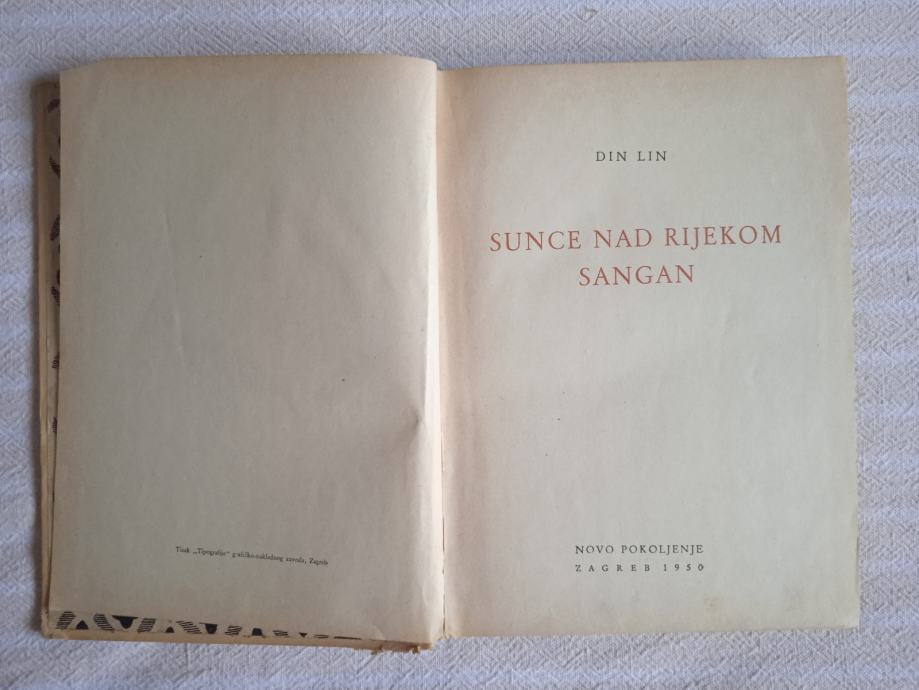 Tisak „Tipografije” grafičko-nakladnog zavoda, Zagreb
DIN LIN
SUNCE NAD RIJEKOM
SANGAN
NOVO POKOLJENJE
ZAGREB 1950